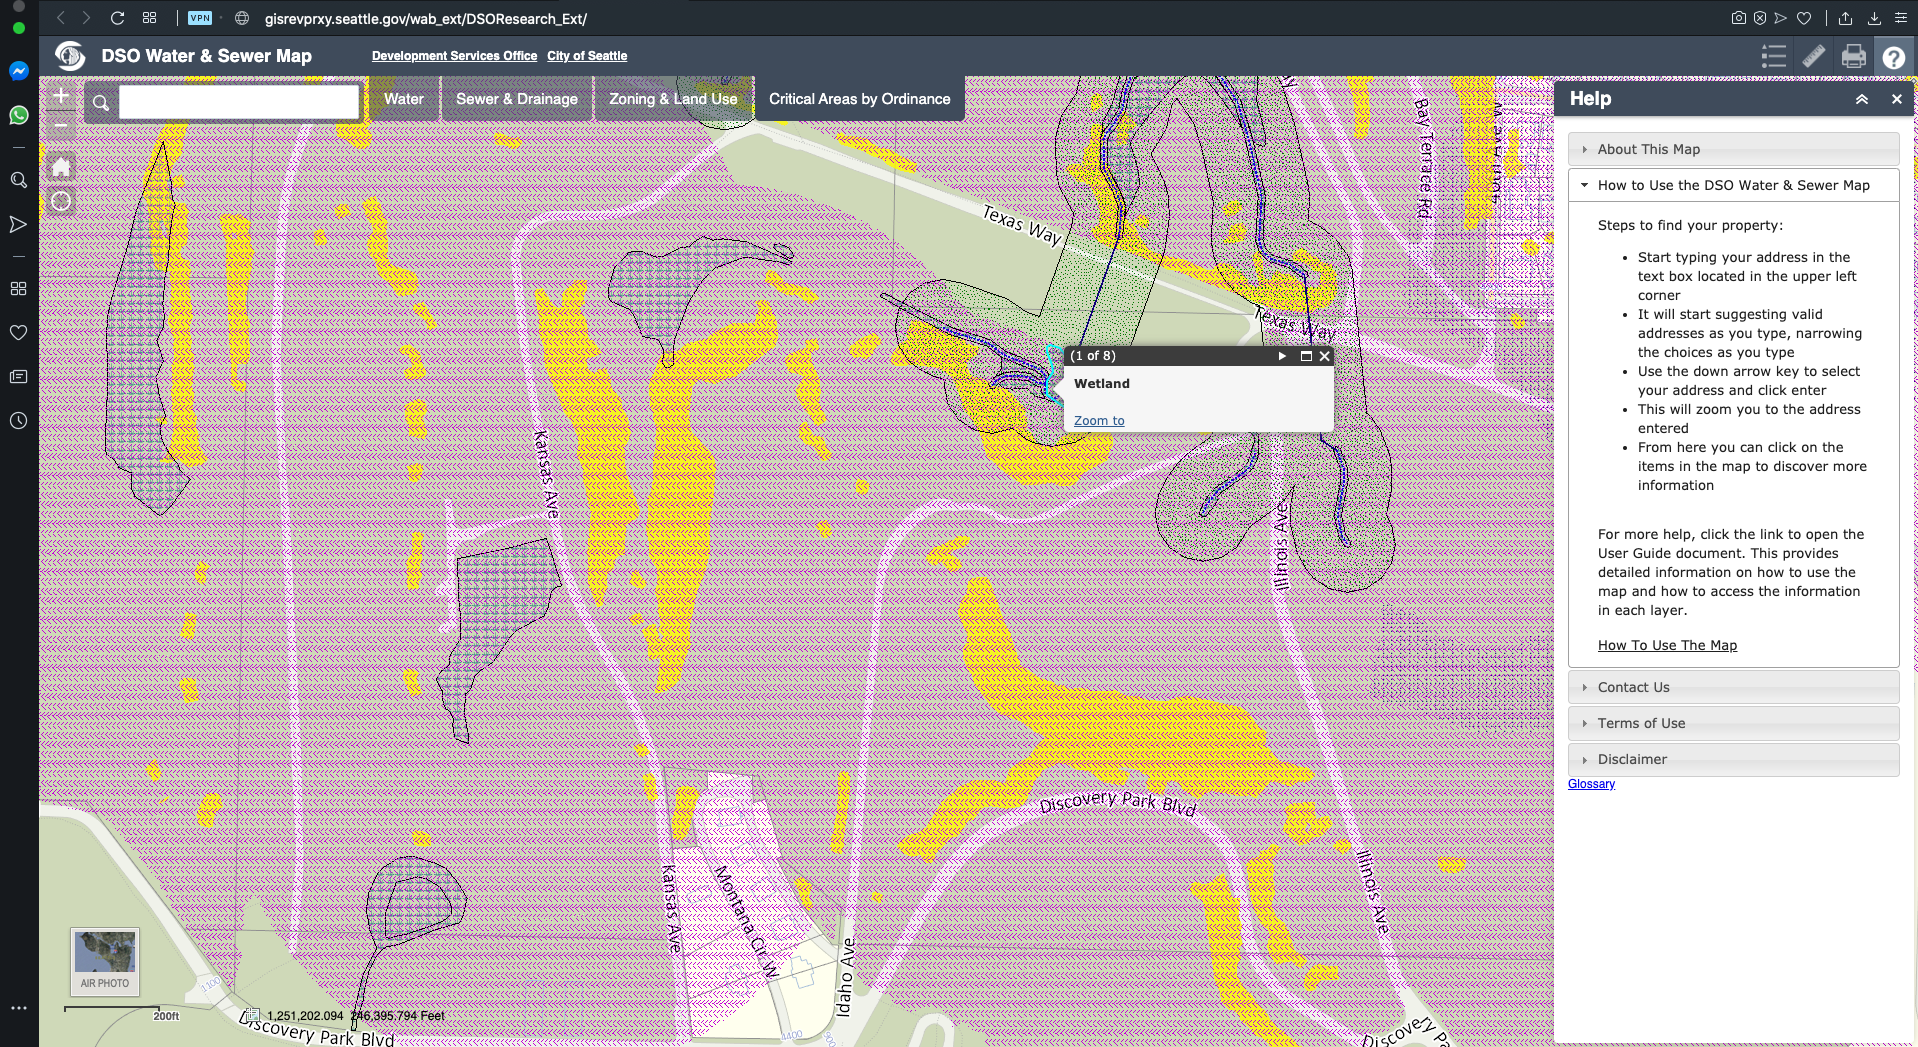 VPN
gisrevprxy.seattle.gov/wab_ext/DSOResearch_Ext/
DSO Water & Sewer Map
Development Services Office
City of Seattle
Water
Sewer & Drainage
Zoning & Land Use
Critical Areas by Ordinance
Texas Way
Texas Way
Bay Terrace Rd
(1 of 8)
Wetland
Zoom to
Kansas Ave
Illinois Ave
Discovery Park Blvd
Illinois Ave
Kansas Ave
Montana Cir W
Idaho Ave
1100
4400
AIR PHOTO
200ft
1,251,202.094 246,395.794 Feet
Discovery Park Blvd
Discovery Pa
Help
About This Map
How to Use the DSO Water & Sewer Map
Steps to find your property:
• Start typing your address in the
text box located in the upper left
corner
• It will start suggesting valid
addresses as you type, narrowing
the choices as you type
• Use the down arrow key to select
your address and click enter
• This will zoom you to the address
entered
• From here you can click on the
items in the map to discover more
information
For more help, click the link to open the
User Guide document. This provides
detailed information on how to use the
map and how to access the information
in each layer.
How To Use The Map
Contact Us
Terms of Use
Disclaimer
Glossary